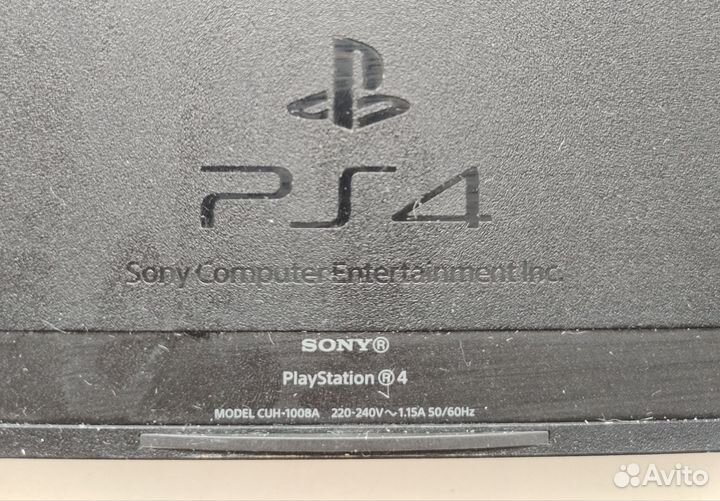 PS4
Sony Computer Entertainment Inc.
SONY®
PlayStation ®4
MODEL CUH-1008A 220-240V~1.15A 50/60Hz
Avito